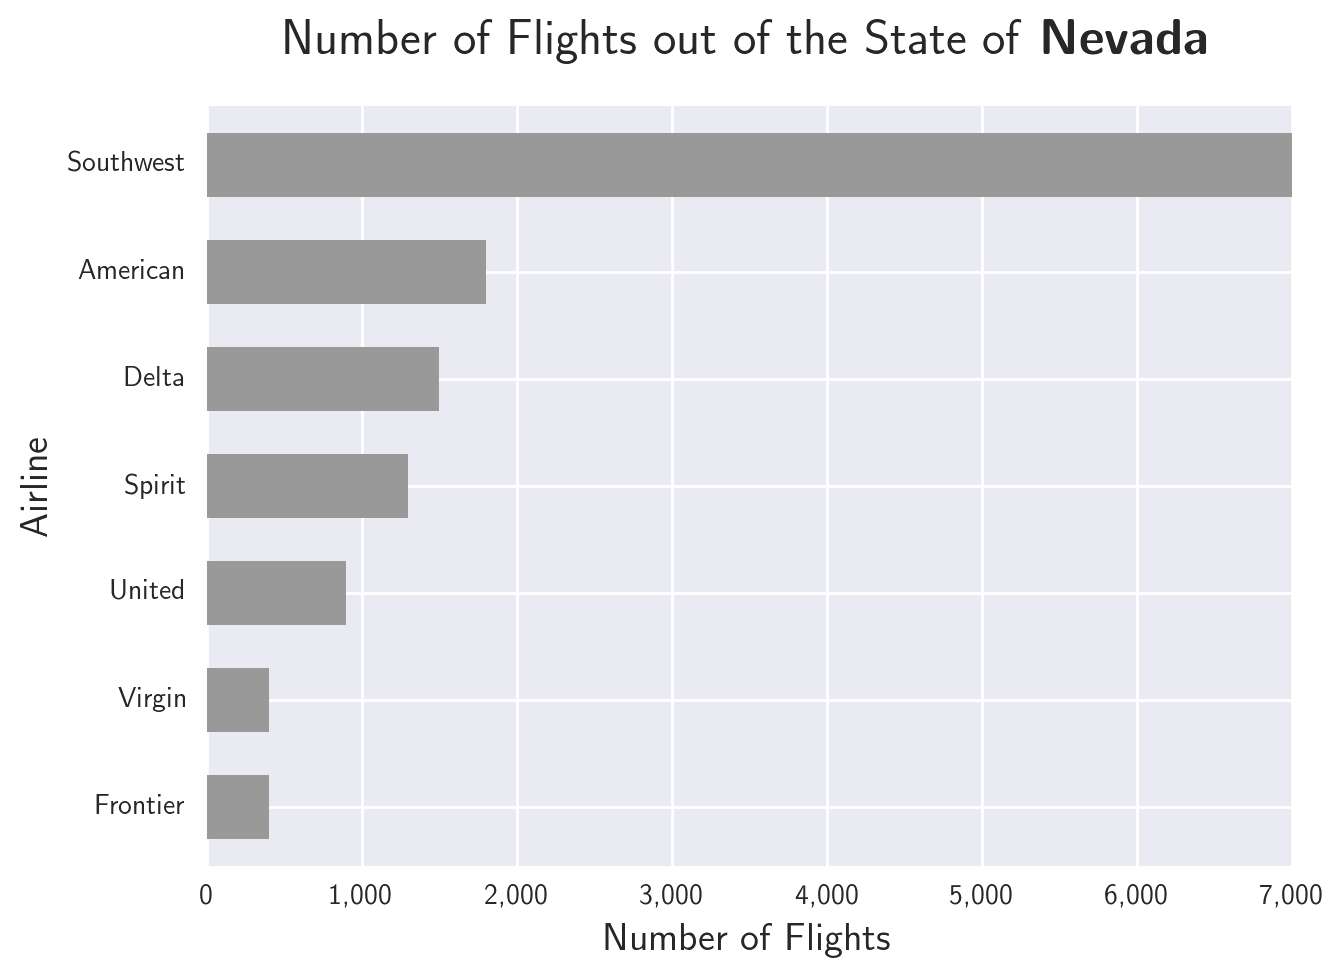 Number of Flights out of the State of Nevada
Southwest
American
Delta
Spirit
United
Virgin
Frontier
Airline
0 1,000 2,000 3,000 4,000 5,000 6,000 7,000
Number of Flights